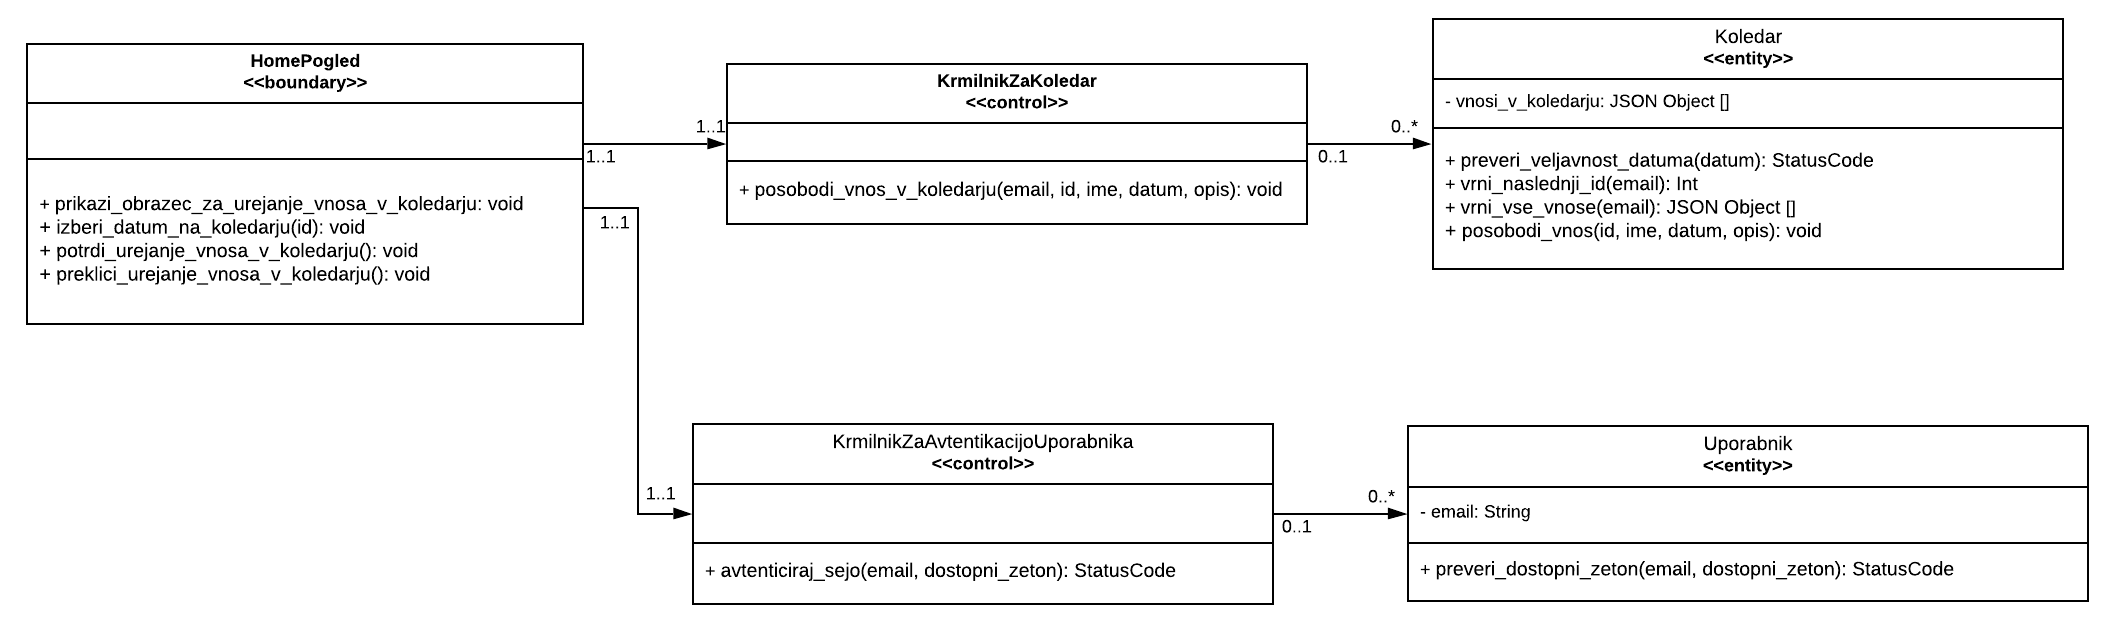 HomePogled
<<boundary>>
+ prikazi_obrazec_za_urejanje_vnosa_v_koledarju: void
+ izberi_datum_na_koledarju(id): void
+ potrdi_urejanje_vnosa_v_koledarju(): void
+ preklici_urejanje_vnosa_v_koledarju(): void
1..1
1..1
KrmilnikZaKoledar
<<control>>
+ posobodi_vnos_v_koledarju(email, id, ime, datum, opis): void
0..1
0..*
Koledar
<<entity>>
- vnosi_v_koledarju: JSON Object []
+ preveri_veljavnost_datuma(datum): StatusCode
+ vrni_naslednji_id(email): Int
+ vrni_vse_vnose(email): JSON Object []
+ posobodi_vnos(id, ime, datum, opis): void
1..1
1..1
KrmilnikZaAvtentikacijoUporabnika
<<control>>
+ avtenticiraj_sejo(email, dostopni_zeton): StatusCode
0..1
0..*
Uporabnik
<<entity>>
- email: String
+ preveri_dostopni_zeton(email, dostopni_zeton): StatusCode